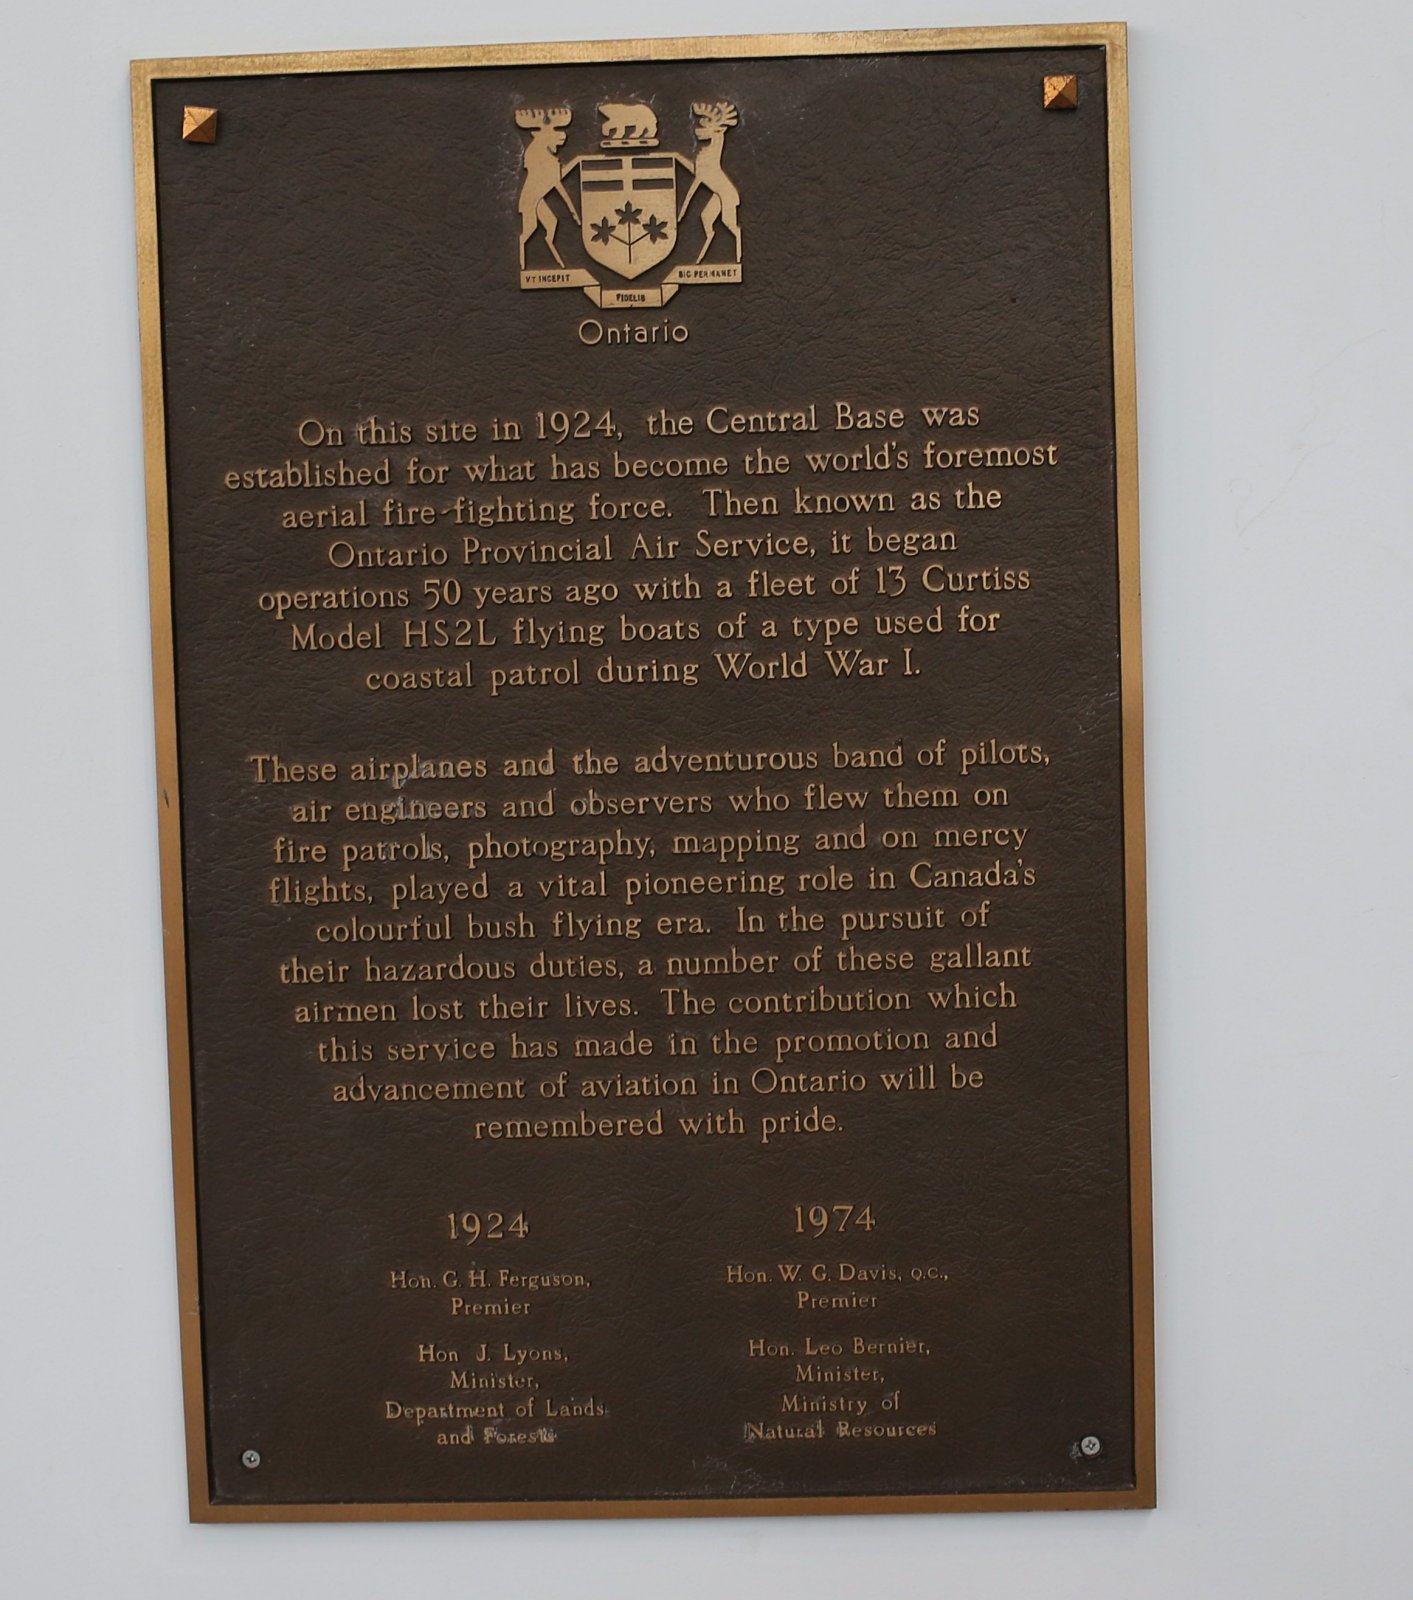 VT INCEPIT
FIDELIS
SIC PERMANET
Ontario
On this site in 1924, the Central Base was
established for what has become the world's foremost
aerial fire-fighting force. Then known as the
Ontario Provincial Air Service, it began
operations 50 years ago with a fleet of 13 Curtiss
Model HS2L flying boats of a type used for
coastal patrol during World War I.
These airplanes and the adventurous band of pilots,
air engineers and observers who flew them on
fire patrols, photography, mapping and on mercy
flights, played a vital pioneering role in Canada's
colourful bush flying era. In the pursuit of
their hazardous duties, a number of these gallant
airmen lost their lives. The contribution which
this service has made in the promotion and
advancement of aviation in Ontario will be
remembered with pride.
1924
Hon. G. H. Ferguson,
Premier
Hon J. Lyons,
Minister,
Department of Lands
and Forests
1974
Hon. W. G. Davis, Q.C.,
Premier
Hon. Leo Bernier,
Minister,
Ministry of
Natural Resources